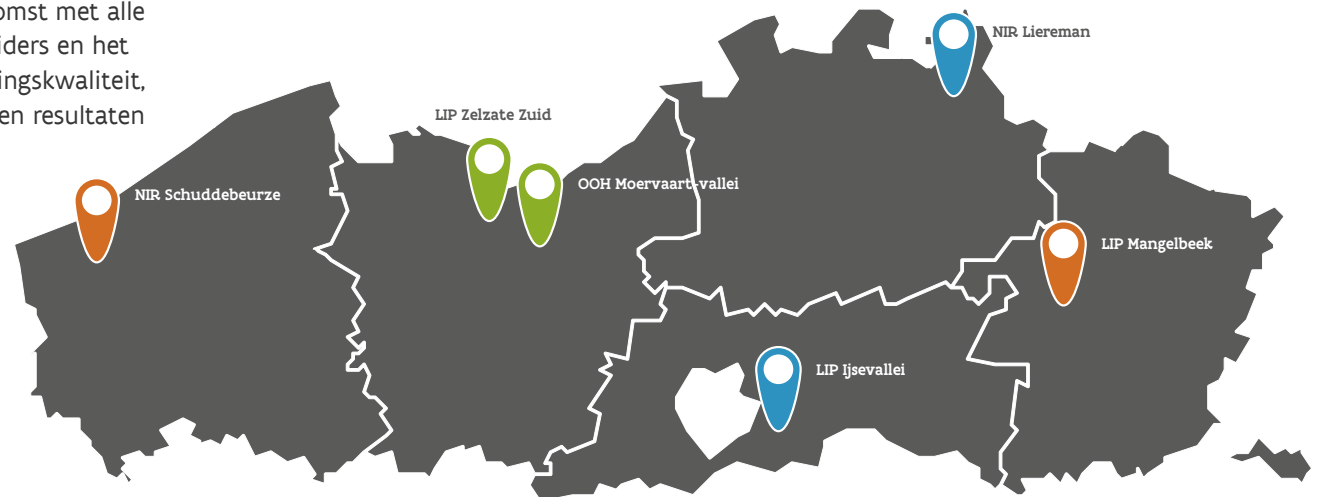 omst met alle
iders en het
ingskwaliteit,
en resultaten
NIR Liereman
LIP Zelzate Zuid
OOH Moervaart-vallei
NIR Schuddebeurze
LIP Mangelbeek
LIP Ijsevallei